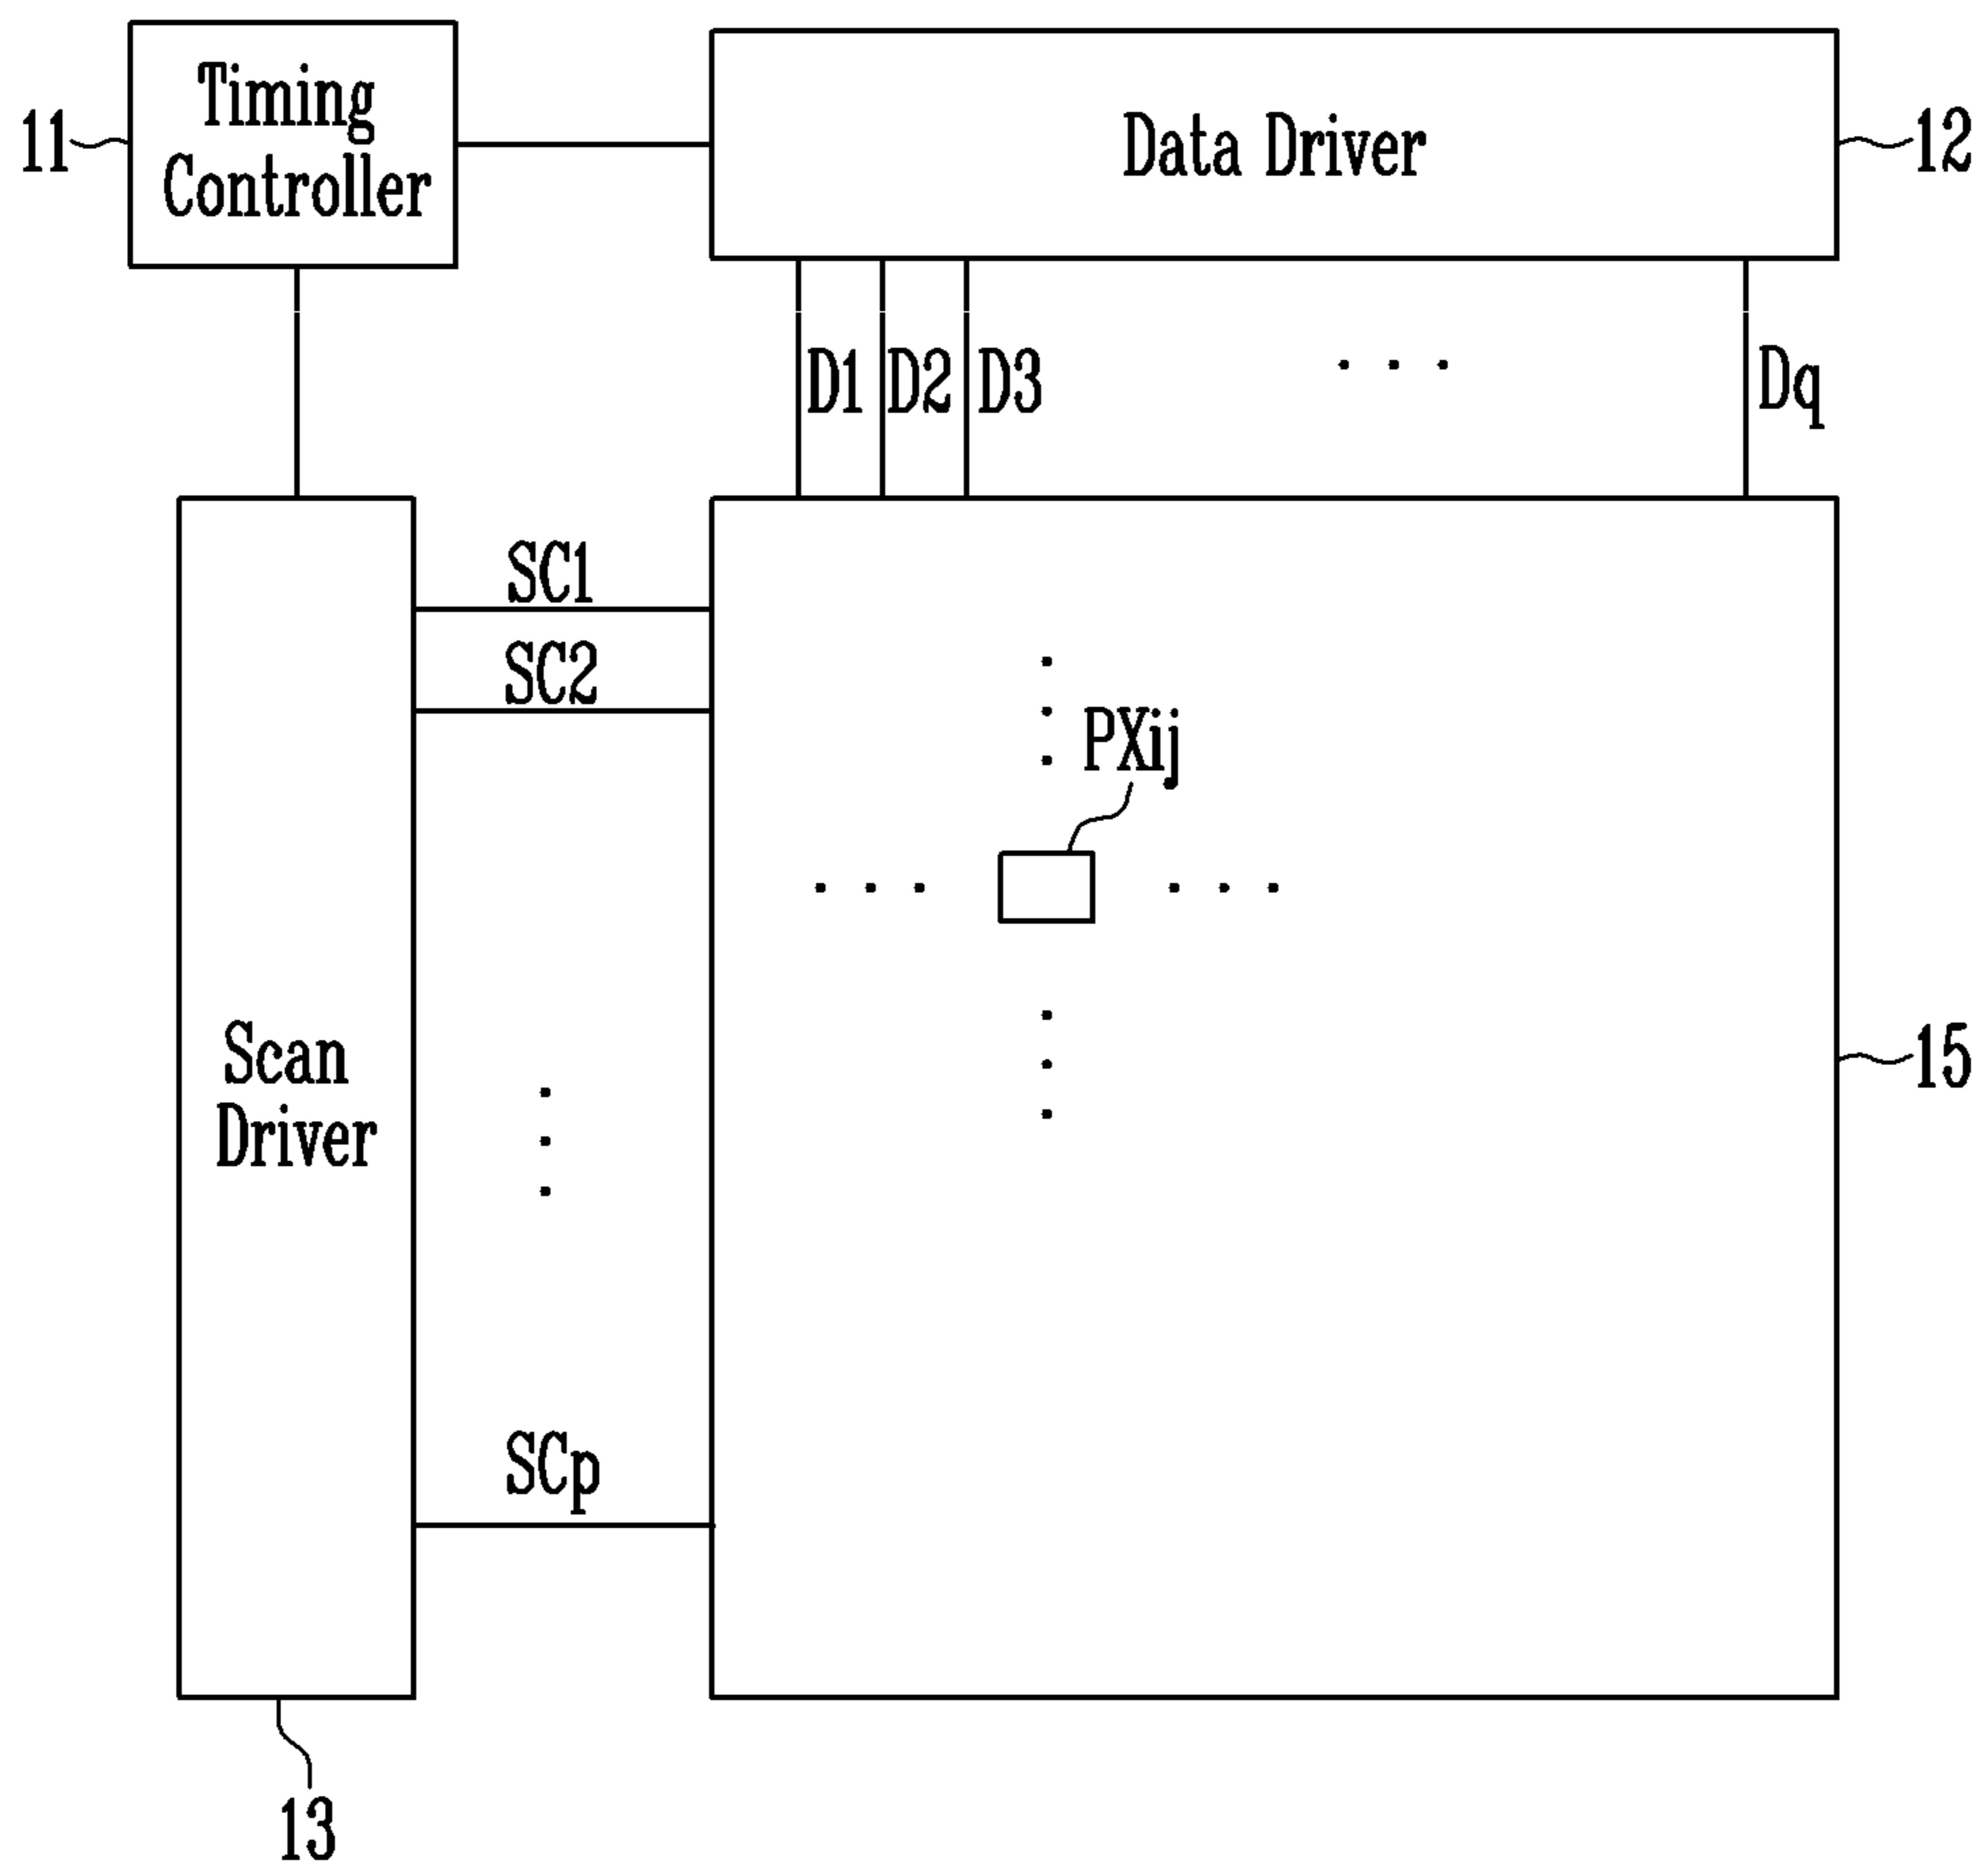 Timing
Controller
11
Data Driver
12
D1
D2
D3
Dq
SC1
SC2
PXij
Scan
Driver
15
SCp
13